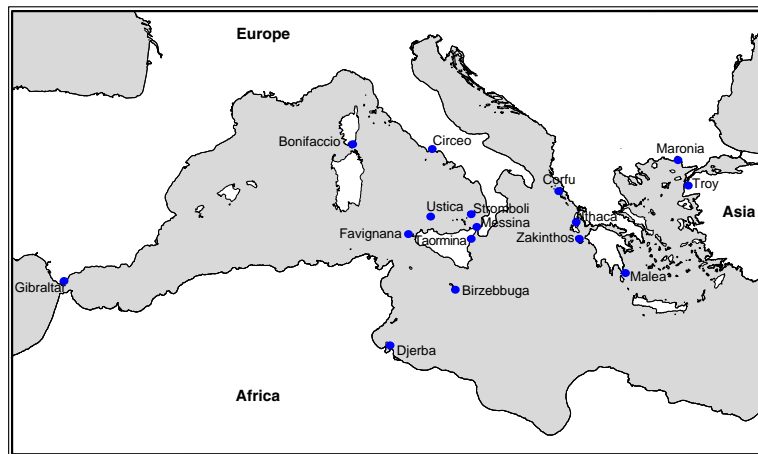 Europe
Bonifaccio
Circeo
Maronia
Corfu
Troy
Ustica
Stromboli
Messina
Ithaca
Asia
Favignana
Taormina
Zakinthos
Gibraltar
Malea
Birzebbuga
Djerba
Africa